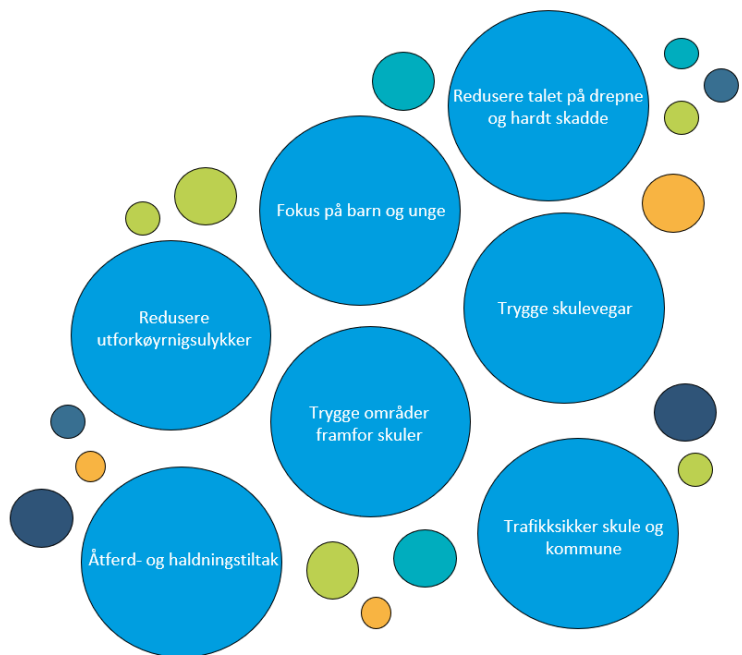 Redusere talet på drepne
og hardt skadde
Fokus på barn og unge
Trygge skulevegar
Redusere
utforkøyrnigsulykker
Trygge områder
framfor skuler
Trafikksikker skule og
kommune
Åtferd- og haldningstiltak